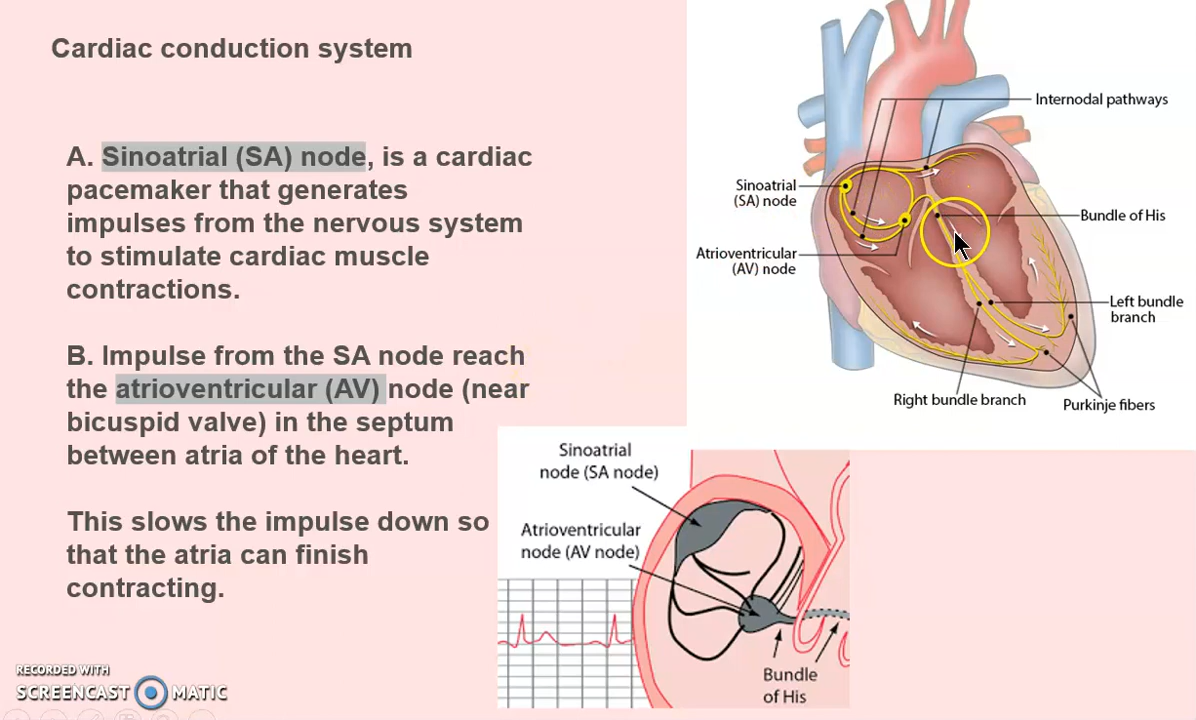 Cardiac conduction system
A. Sinoatrial (SA) node, is a cardiac
pacemaker that generates
impulses from the nervous system
to stimulate cardiac muscle
contractions.
B. Impulse from the SA node reach
the atrioventricular (AV) node (near
bicuspid valve) in the septum
between atria of the heart.
This slows the impulse down so
that the atria can finish
contracting.
Internodal pathways
Sinoatrial
(SA) node
Bundle of His
Atrioventricular
(AV) node
Left bundle
branch
Right bundle branch
Purkinje fibers
Sinoatrial
node (SA node)
Atrioventricular
node (AV node)
Bundle
of His
RECORDED WITH
SCREENCAST MATIC